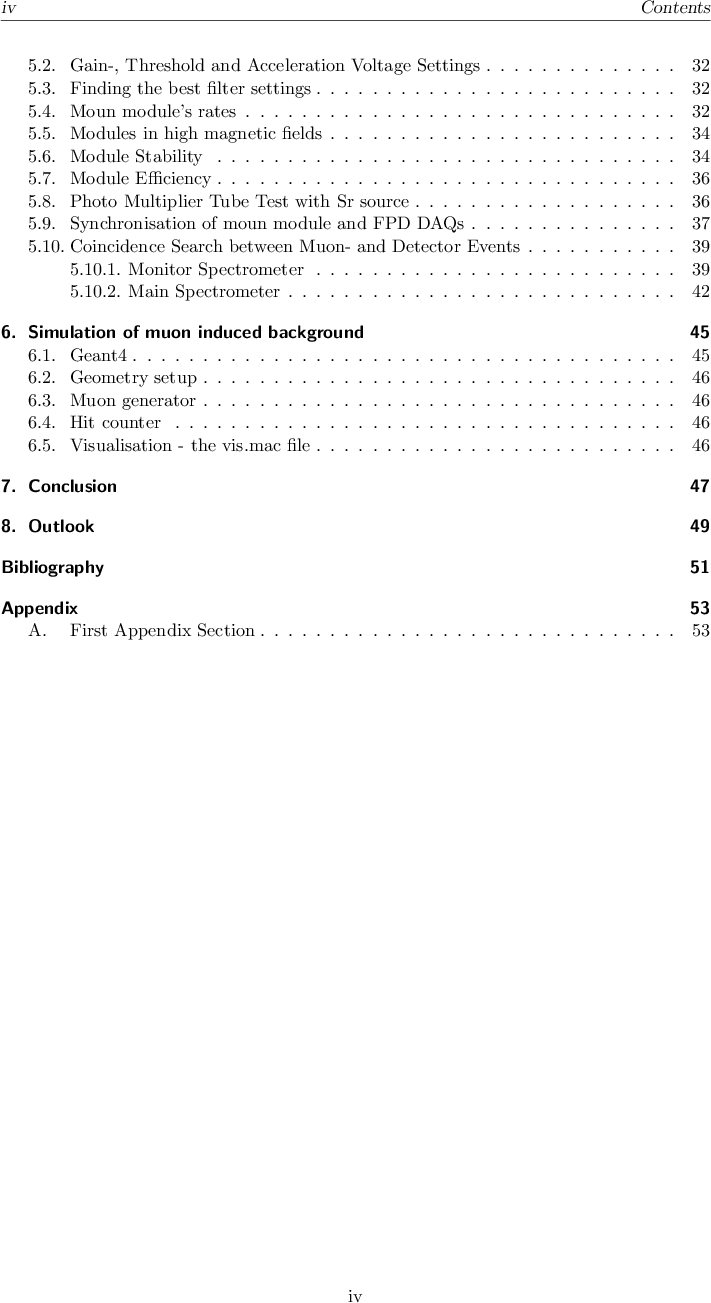 iv Contents
5.2. Gain-, Threshold and Acceleration Voltage Settings . . . . . . . . . . . . . . 32
5.3. Finding the best filter settings . . . . . . . . . . . . . . . . . . . . . . . . . . 32
5.4. Moun module's rates . . . . . . . . . . . . . . . . . . . . . . . . . . . . . . . 32
5.5. Modules in high magnetic fields . . . . . . . . . . . . . . . . . . . . . . . . . 34
5.6. Module Stability . . . . . . . . . . . . . . . . . . . . . . . . . . . . . . . . . 34
5.7. Module Efficiency . . . . . . . . . . . . . . . . . . . . . . . . . . . . . . . . . 36
5.8. Photo Multiplier Tube Test with Sr source . . . . . . . . . . . . . . . . . . . 36
5.9. Synchronisation of moun module and FPD DAQs . . . . . . . . . . . . . . . 37
5.10. Coincidence Search between Muon- and Detector Events . . . . . . . . . . . 39
5.10.1. Monitor Spectrometer . . . . . . . . . . . . . . . . . . . . . . . . . . 39
5.10.2. Main Spectrometer . . . . . . . . . . . . . . . . . . . . . . . . . . . . 42
6. Simulation of muon induced background 45
6.1. Geant4 . . . . . . . . . . . . . . . . . . . . . . . . . . . . . . . . . . . . . . . 45
6.2. Geometry setup . . . . . . . . . . . . . . . . . . . . . . . . . . . . . . . . . . 46
6.3. Muon generator . . . . . . . . . . . . . . . . . . . . . . . . . . . . . . . . . . 46
6.4. Hit counter . . . . . . . . . . . . . . . . . . . . . . . . . . . . . . . . . . . . 46
6.5. Visualisation - the vis.mac file . . . . . . . . . . . . . . . . . . . . . . . . . . 46
7. Conclusion 47
8. Outlook 49
Bibliography 51
Appendix 53
A. First Appendix Section . . . . . . . . . . . . . . . . . . . . . . . . . . . . . . 53
iv